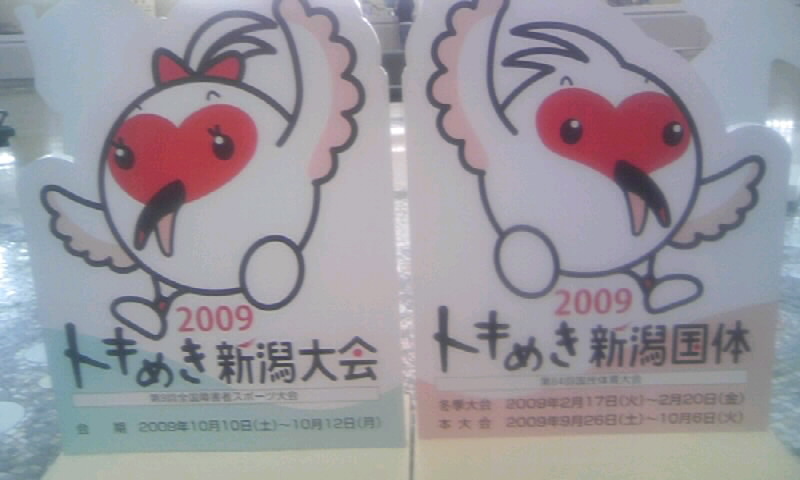 2009
トキめき新潟大会
第9回全国障害者スポーツ大会
会 期 2009年10月10日(土)～10月12日(月)
2009
トキめき新潟国体
第64回国民体育大会
冬季大会 2009年2月17日(火)～2月20日(金)
本大会 2009年9月26日(土)～10月6日(火)